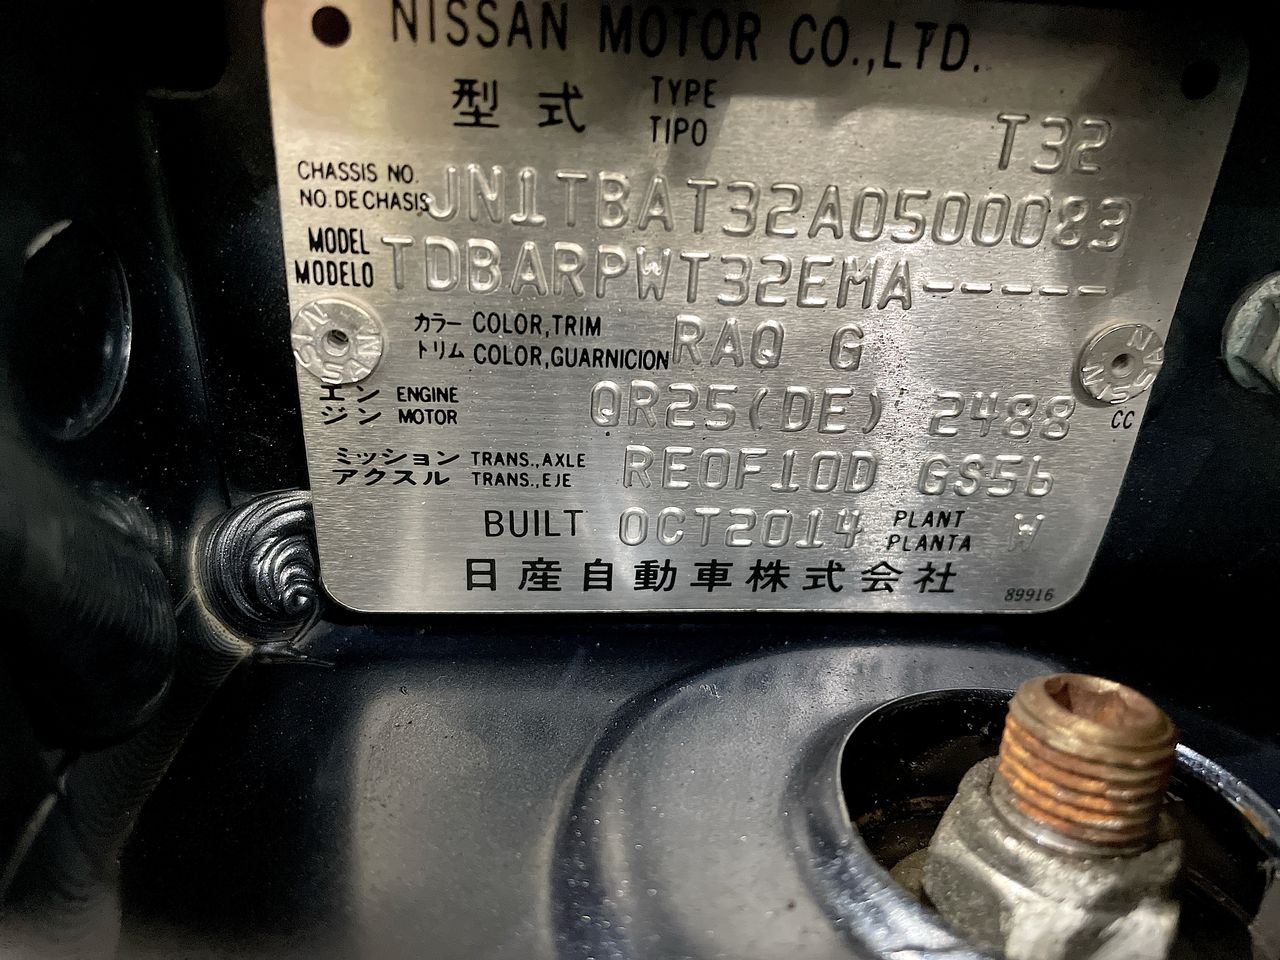 NISSAN MOTOR CO.,LTD.
型式 TYPE TIPO T32
CHASSIS NO. NO.DE CHASIS JN1TBAT32A0500083
MODEL MODELO TDBARPWT32EMA-----
カラー COLOR,TRIM
トリム COLOR,GUARNICION RAQ G
エン ENGINE
ジン MOTOR QR25(DE) 2488 CC
ミッション TRANS.,AXLE
アクスル TRANS.,EJE RE0F10D GS56
BUILT OCT2014 PLANT PLANTA W
日産自動車株式会社 89916
NISSAN
NISSAN